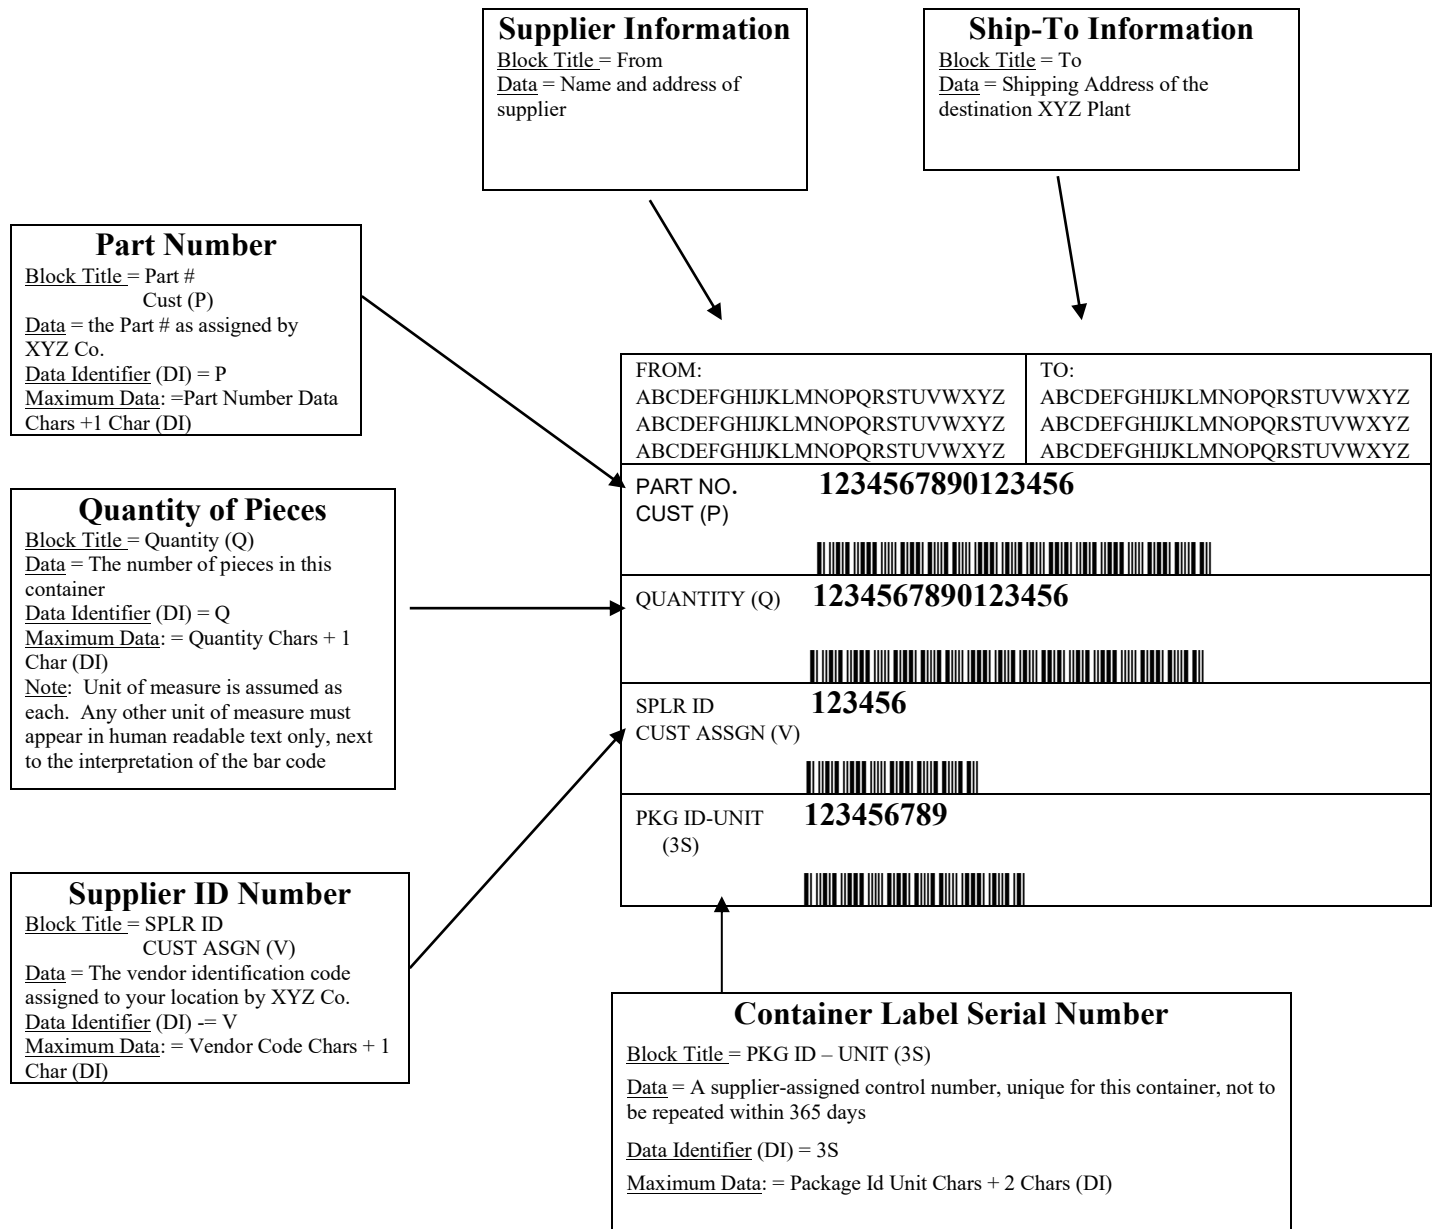 Supplier Information
Block Title = From
Data = Name and address of
supplier
Ship-To Information
Block Title = To
Data = Shipping Address of the
destination XYZ Plant
Part Number
Block Title = Part #
Cust (P)
Data = the Part # as assigned by
XYZ Co.
Data Identifier (DI) = P
Maximum Data: =Part Number Data
Chars +1 Char (DI)
Quantity of Pieces
Block Title = Quantity (Q)
Data = The number of pieces in this
container
Data Identifier (DI) = Q
Maximum Data: = Quantity Chars + 1
Char (DI)
Note: Unit of measure is assumed as
each. Any other unit of measure must
appear in human readable text only, next
to the interpretation of the bar code
Supplier ID Number
Block Title = SPLR ID
CUST ASGN (V)
Data = The vendor identification code
assigned to your location by XYZ Co.
Data Identifier (DI) -= V
Maximum Data: = Vendor Code Chars + 1
Char (DI)
FROM:
ABCDEFGHIJKLMNOPQRSTUVWXYZ
ABCDEFGHIJKLMNOPQRSTUVWXYZ
ABCDEFGHIJKLMNOPQRSTUVWXYZ
TO:
ABCDEFGHIJKLMNOPQRSTUVWXYZ
ABCDEFGHIJKLMNOPQRSTUVWXYZ
ABCDEFGHIJKLMNOPQRSTUVWXYZ
PART NO. 1234567890123456
CUST (P)
QUANTITY (Q) 1234567890123456
SPLR ID 123456
CUST ASSGN (V)
PKG ID-UNIT 123456789
(3S)
Container Label Serial Number
Block Title = PKG ID – UNIT (3S)
Data = A supplier-assigned control number, unique for this container, not to
be repeated within 365 days
Data Identifier (DI) = 3S
Maximum Data: = Package Id Unit Chars + 2 Chars (DI)